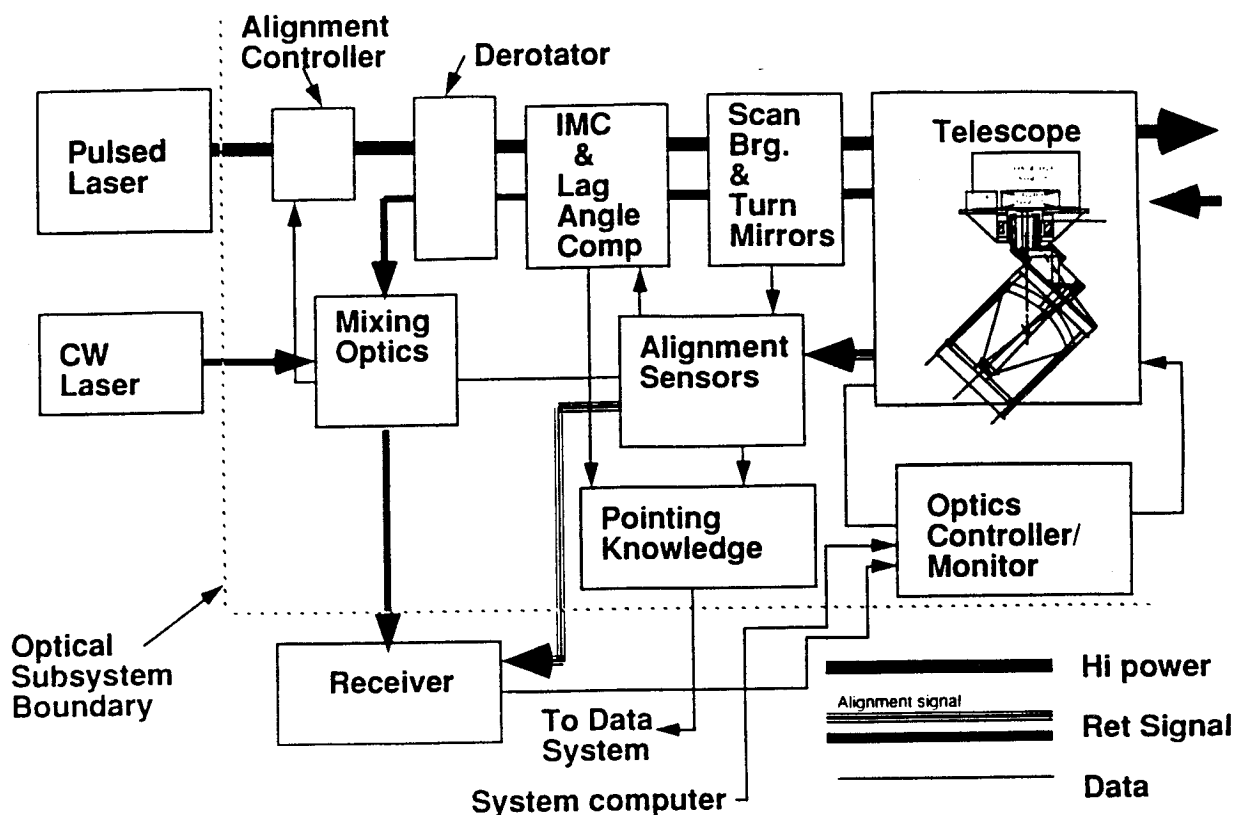 Alignment
Controller
Derotator
Pulsed
Laser
IMC
&
Lag
Angle
Comp
Scan
Brg.
&
Turn
Mirrors
Telescope
CW
Laser
Mixing
Optics
Alignment
Sensors
Pointing
Knowledge
Optics
Controller/
Monitor
Optical
Subsystem
Boundary
Receiver
To Data
System
System computer
Hi power
Alignment signal
Ret Signal
Data